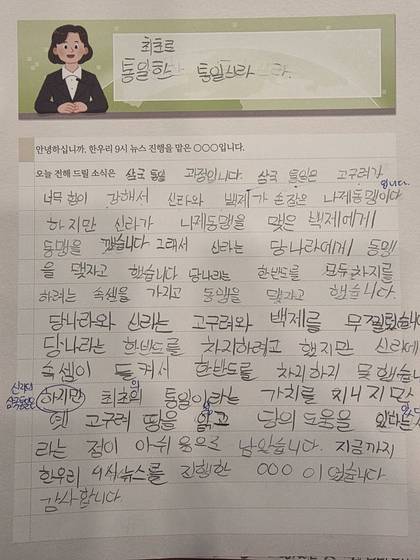 최초로
통일한 통일신라
안녕하십니까. 한우리 9시 뉴스 진행을 맡은 OOO입니다.
오늘 전해 드릴 소식은 삼국 통일 과정입니다. 삼국 통일은 고구려가
너무 힘이 강해서 신라와 백제가 손잡은 나제동맹이다 입니다.
하지만 신라가 나제동맹을 맺은 백제에게
동맹을 깼습니다 그래서 신라는 당나라에게 동맹
을 맺자고 했습니다 당나라는 한반도를 모두 차지를
하려는 속셈을 가지고 동맹을 맺자고 했습니다.
당나라와 신라는 고구려와 백제를 무찔렀
당나라는 한반도를 차지하려고 했지만 신라에
속셈이 들켜서 한반도를 차지하지 못했습니
신라의
삼국통일은
하지만 최초의 통일이라는 가치를 지니지만
옛 고구려 땅을 잃고 당의 도움을 있다는
라는 점이 아쉬움으로 남있습니다. 지금까지
한우리 9시뉴스를 진행한 OOO 이었습니다
감사합니다.